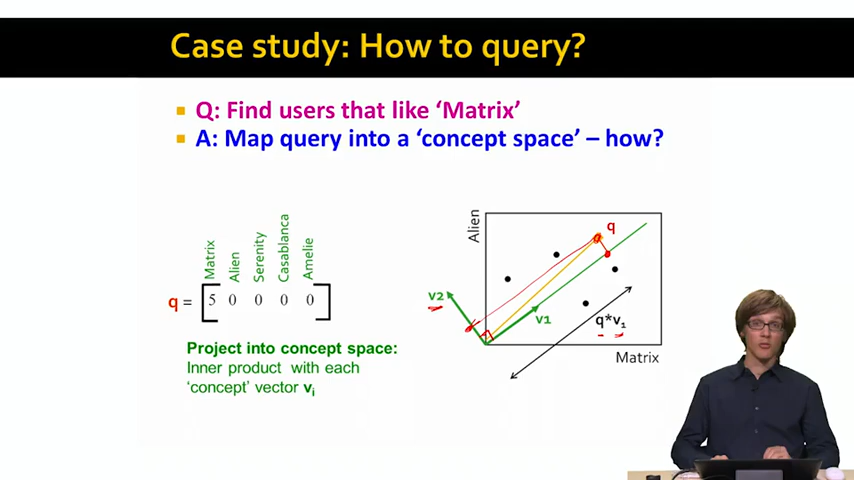 Case study: How to query?
Q: Find users that like ‘Matrix’
A: Map query into a ‘concept space’ – how?
Matrix
Alien
Serenity
Casablanca
Amelie
q = [ 5 0 0 0 0 ]
Project into concept space:
Inner product with each
‘concept’ vector vi
Alien
q
v2
v1
q*v1
Matrix